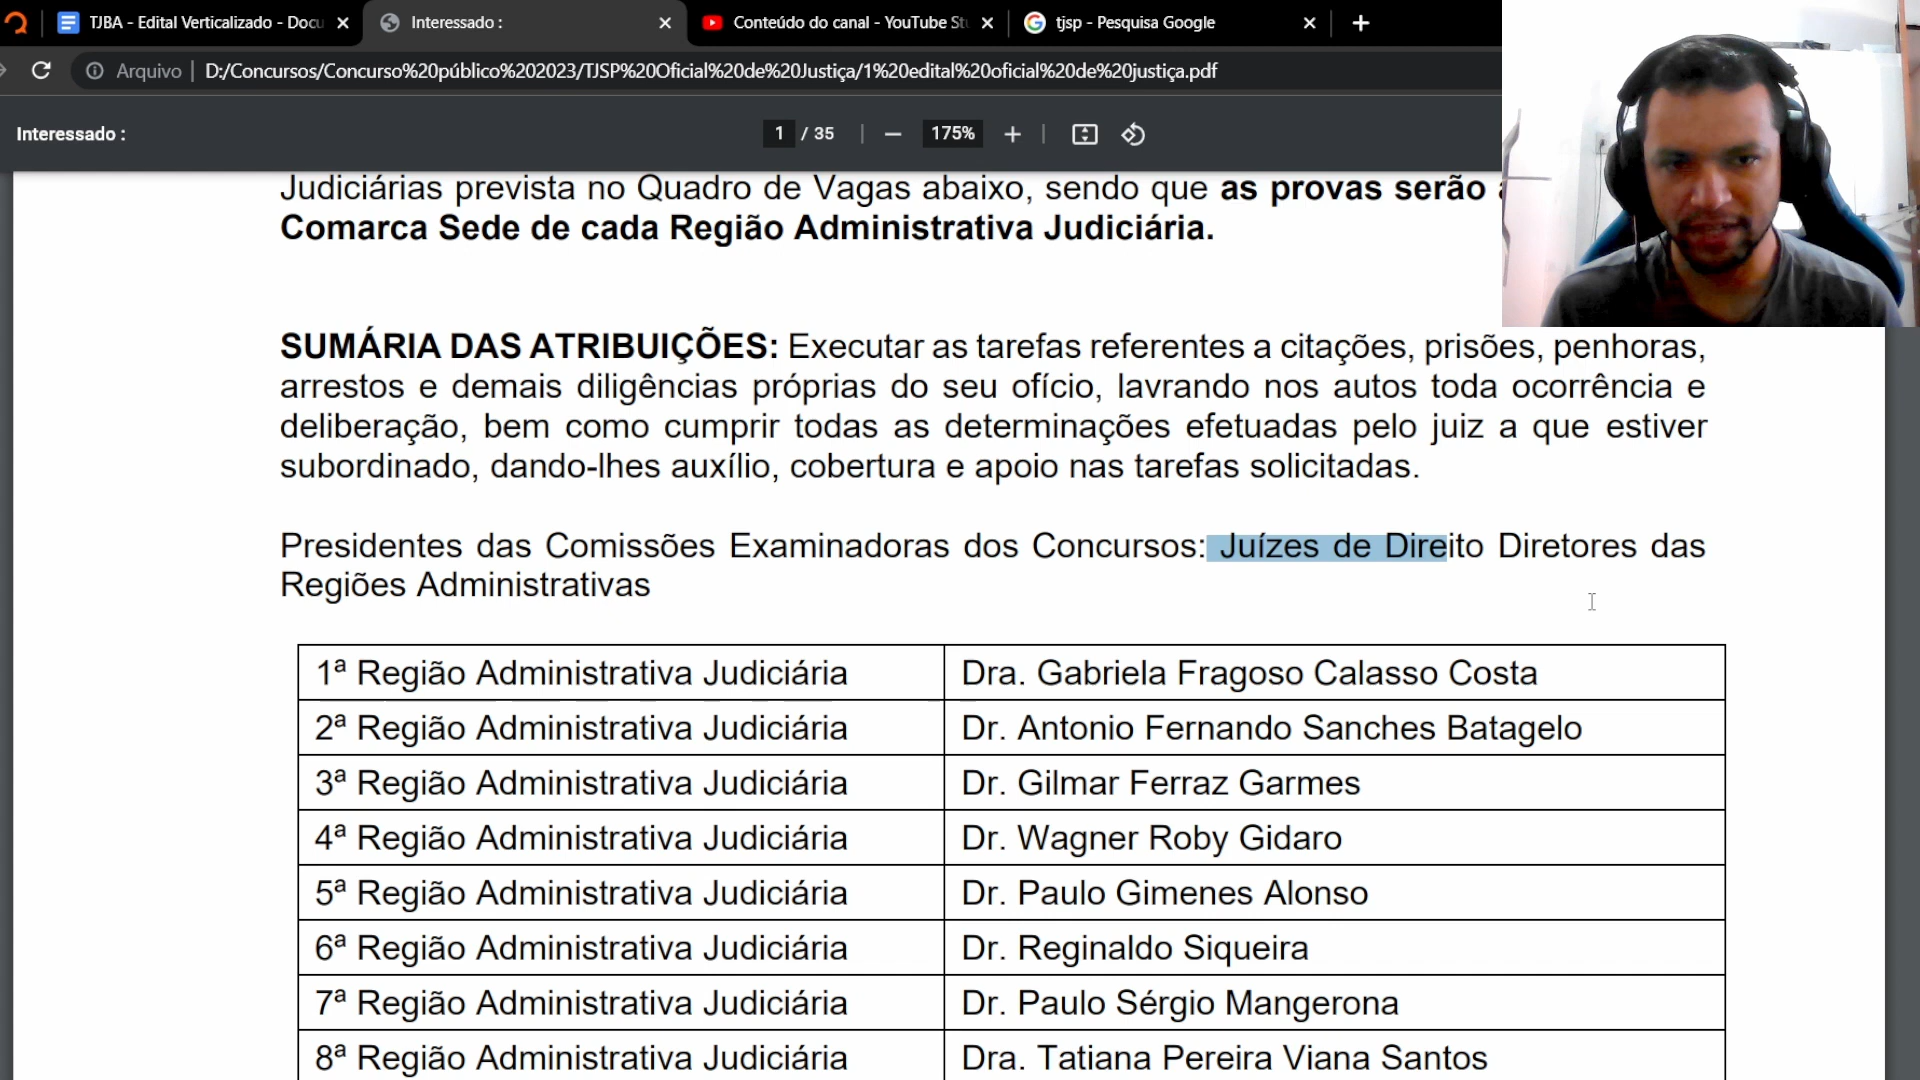 TJBA - Edital Verticalizado - Docu
Interessado :
Conteúdo do canal - YouTube St
tjsp - Pesquisa Google
Arquivo
D:/Concursos/Concurso%20público%202023/TJSP%20Oficial%20de%20Justiça/1%20edital%20oficial%20de%20justiça.pdf
Interessado :
1 / 35
175%
Judiciárias prevista no Quadro de Vagas abaixo, sendo que as provas serão
Comarca Sede de cada Região Administrativa Judiciária.
SUMÁRIA DAS ATRIBUIÇÕES: Executar as tarefas referentes a citações, prisões, penhoras,
arrestos e demais diligências próprias do seu ofício, lavrando nos autos toda ocorrência e
deliberação, bem como cumprir todas as determinações efetuadas pelo juiz a que estiver
subordinado, dando-lhes auxílio, cobertura e apoio nas tarefas solicitadas.
Presidentes das Comissões Examinadoras dos Concursos: Juízes de Direito Diretores das
Regiões Administrativas
1ª Região Administrativa Judiciária Dra. Gabriela Fragoso Calasso Costa
2ª Região Administrativa Judiciária Dr. Antonio Fernando Sanches Batagelo
3ª Região Administrativa Judiciária Dr. Gilmar Ferraz Garmes
4ª Região Administrativa Judiciária Dr. Wagner Roby Gidaro
5ª Região Administrativa Judiciária Dr. Paulo Gimenes Alonso
6ª Região Administrativa Judiciária Dr. Reginaldo Siqueira
7ª Região Administrativa Judiciária Dr. Paulo Sérgio Mangerona
8ª Região Administrativa Judiciária Dra. Tatiana Pereira Viana Santos